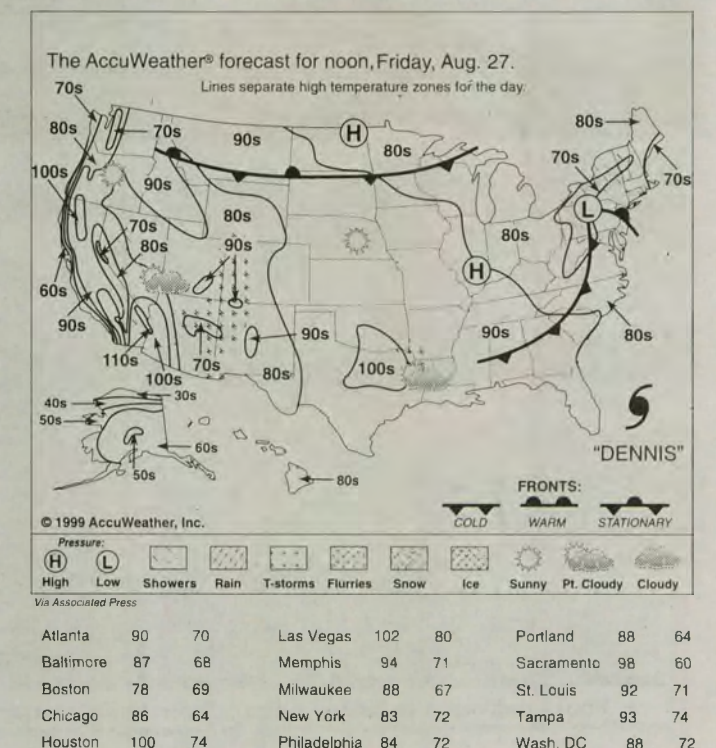 The AccuWeather® forecast for noon, Friday, Aug. 27.
Lines separate high temperature zones for the day.
70s
80s
70s
90s
H
80s
80s
70s
70s
100s
90s
80s
L
70s
80s
90s
80s
60s
H
90s
110s
100s
70s
80s
90s
100s
90s
80s
40s
30s
50s
60s
50s
80s
"DENNIS"
FRONTS:
COLD WARM STATIONARY
© 1999 AccuWeather, Inc.
Pressure:
H L
High Low Showers Rain T-storms Flurries Snow Ice Sunny Pt. Cloudy Cloudy
Via Associated Press
Atlanta 90 70 Las Vegas 102 80 Portland 88 64
Baltimore 87 68 Memphis 94 71 Sacramento 98 60
Boston 78 69 Milwaukee 88 67 St. Louis 92 71
Chicago 86 64 New York 83 72 Tampa 93 74
Houston 100 74 Philadelphia 84 72 Wash, DC 88 72